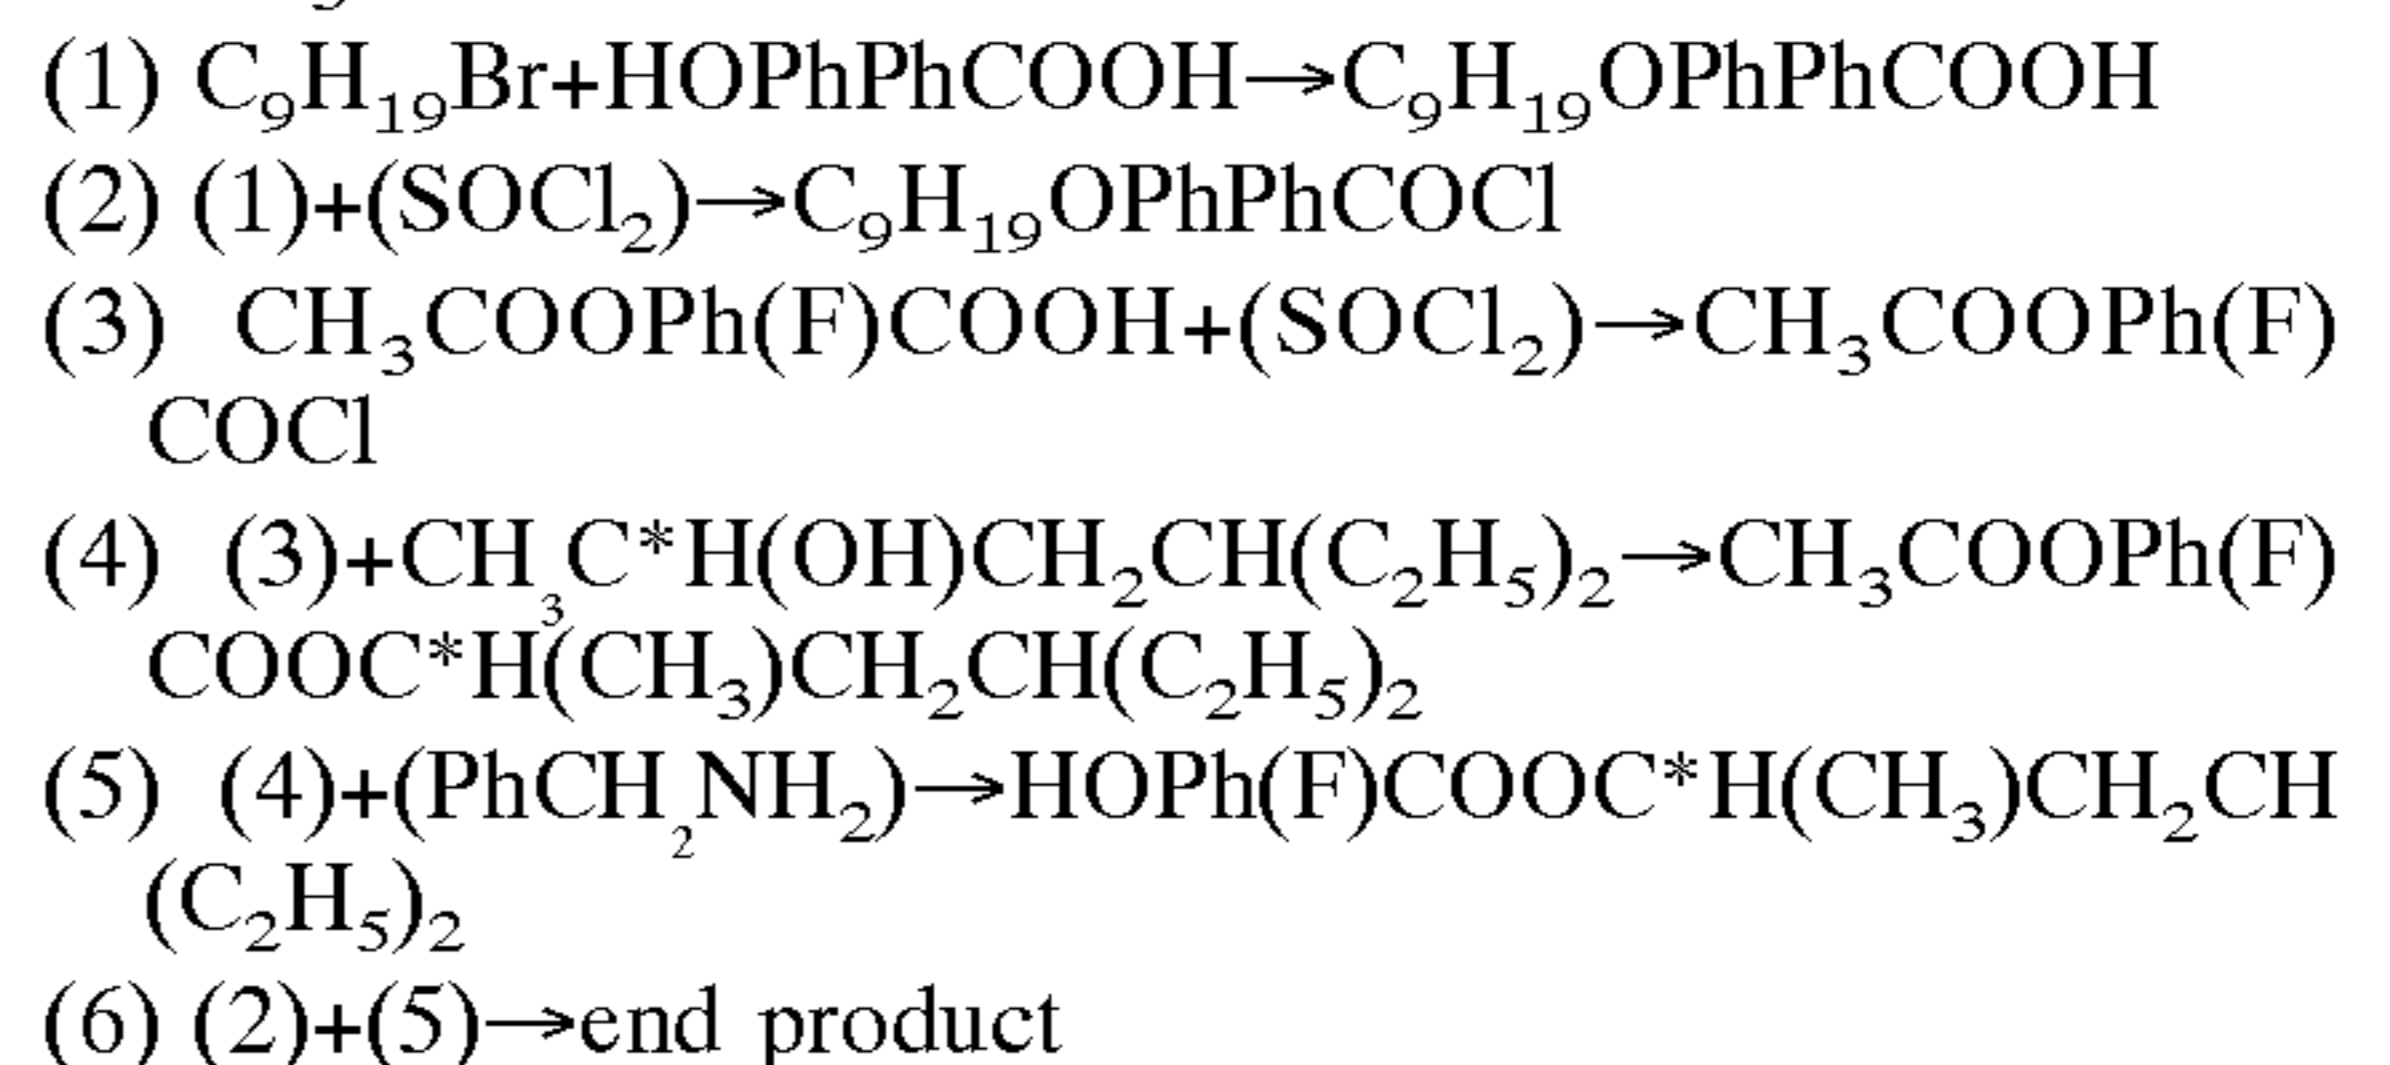 (1) C₉H₁₉Br+HOPhPhCOOH→C₉H₁₉OPhPhCOOH
(2) (1)+(SOCl₂)→C₉H₁₉OPhPhCOCl
(3) CH₃COOPh(F)COOH+(SOCl₂)→CH₃COOPh(F)
COCl
(4) (3)+CH₃C*H(OH)CH₂CH(C₂H₅)₂→CH₃COOPh(F)
COOC*H(CH₃)CH₂CH(C₂H₅)₂
(5) (4)+(PhCH₂NH₂)→HOPh(F)COOC*H(CH₃)CH₂CH
(C₂H₅)₂
(6) (2)+(5)→end product